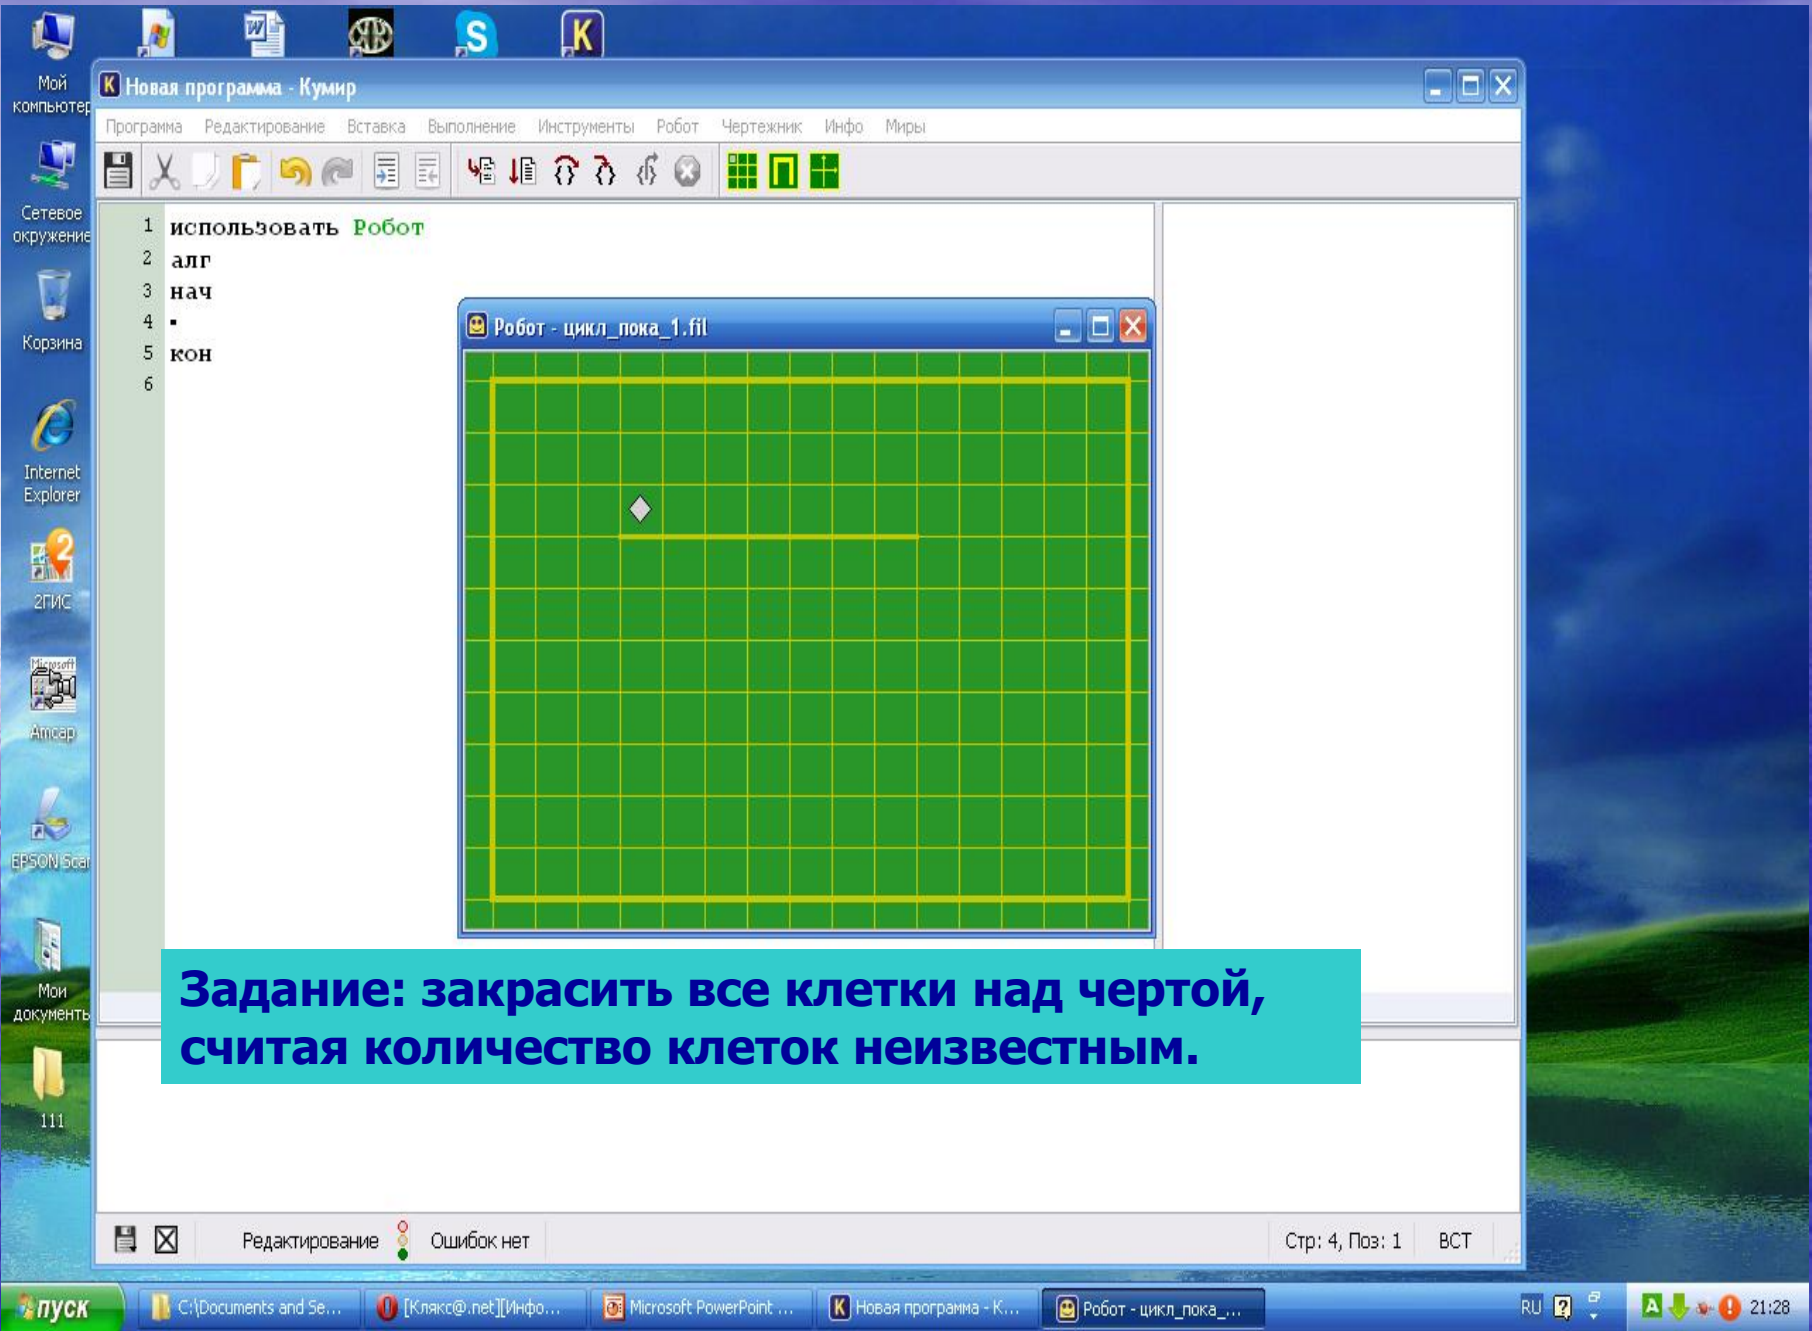 Мой
компьютер
Сетевое
окружение
Корзина
Internet
Explorer
2ГИС
Microsoft
Amcap
EPSON Scan
Мои
документы
111
Новая программа - Кумир
Программа Редактирование Вставка Выполнение Инструменты Робот Чертежник Инфо Миры
1 использовать Робот
2 алг
3 нач
4
5 кон
6
Робот - цикл_пока_1.fil
Задание: закрасить все клетки над чертой,
считая количество клеток неизвестным.
Редактирование Ошибок нет Стр: 4, Поз: 1 ВСТ
пуск C:\Documents and Se... [Клякс@.net][Инфо... Microsoft PowerPoint ... Новая программа - К... Робот - цикл_пока_... RU 21:28